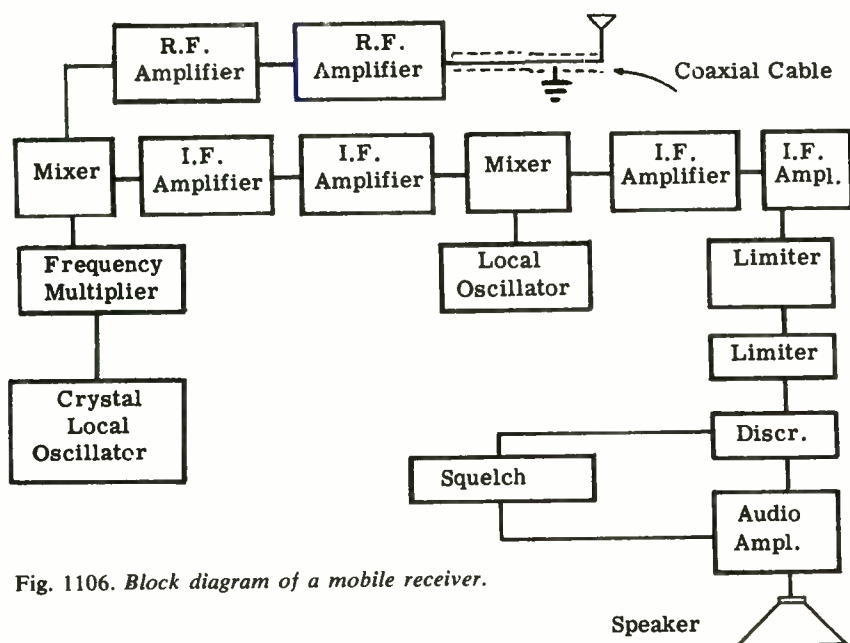 R.F.
Amplifier
R.F.
Amplifier
Coaxial Cable
Mixer
I.F.
Amplifier
I.F.
Amplifier
Mixer
I.F.
Amplifier
I.F.
Ampl.
Frequency
Multiplier
Local
Oscillator
Limiter
Limiter
Crystal
Local
Oscillator
Discr.
Squelch
Audio
Ampl.
Fig. 1106. Block diagram of a mobile receiver.
Speaker